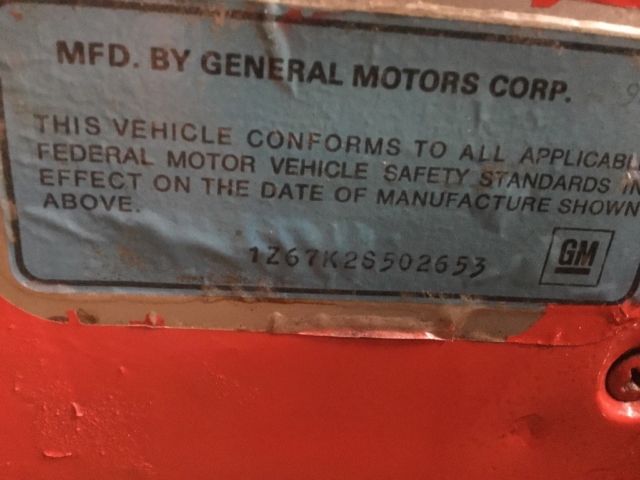 MFD. BY GENERAL MOTORS CORP.
THIS VEHICLE CONFORMS TO ALL APPLICABL
FEDERAL MOTOR VEHICLE SAFETY STANDARDS IN
EFFECT ON THE DATE OF MANUFACTURE SHOWN
ABOVE.
1Z67K2S502653
GM